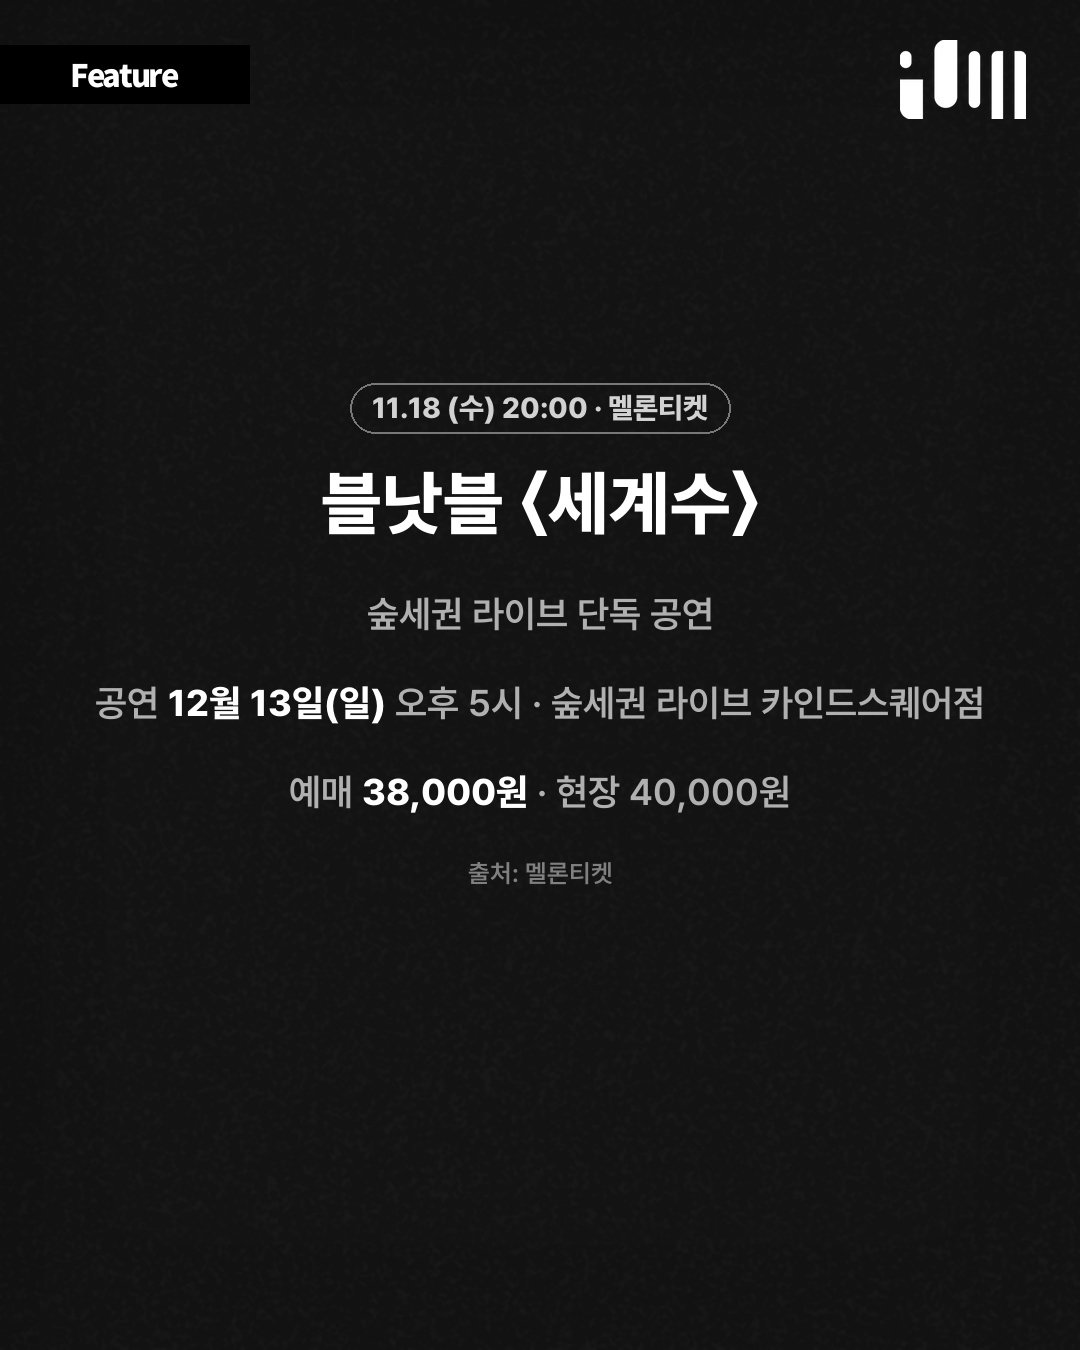 Feature
idm
11.18 (수) 20:00 · 멜론티켓
블낫블 〈세계수〉
숲세권 라이브 단독 공연
공연 12월 13일(일) 오후 5시 · 숲세권 라이브 카인드스퀘어점
예매 38,000원 · 현장 40,000원
출처: 멜론티켓